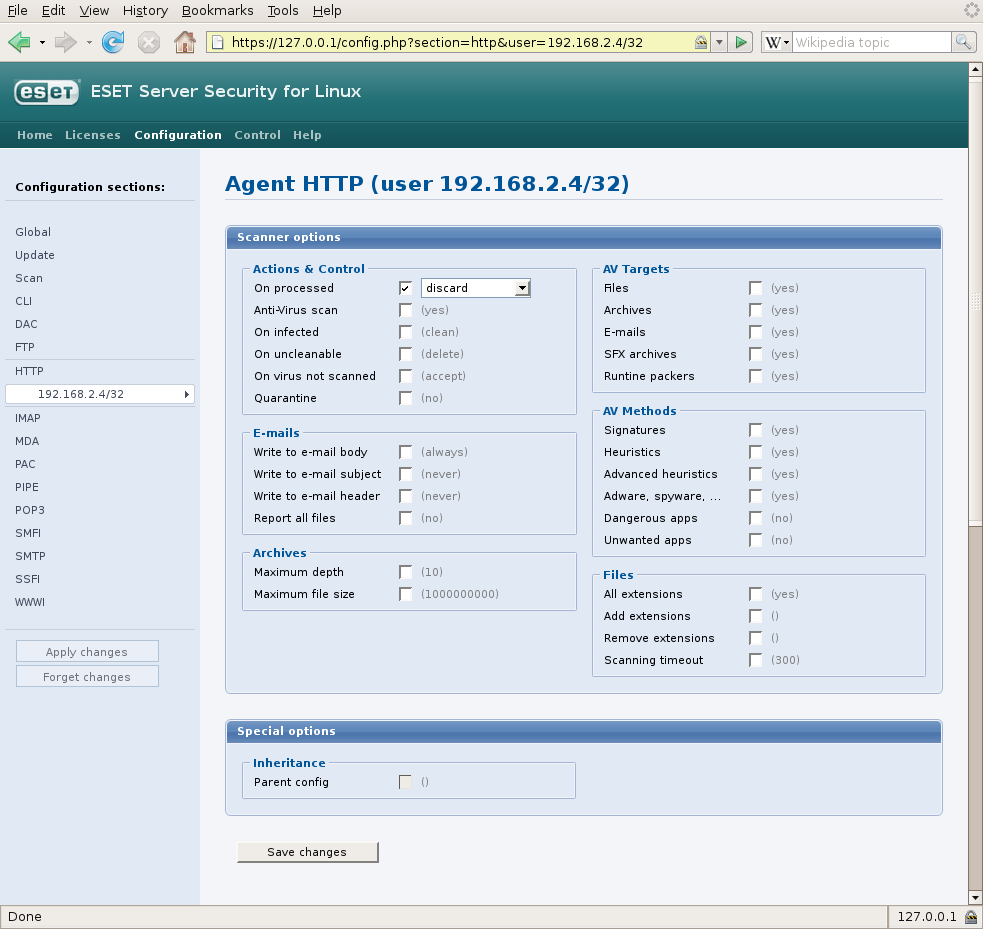 File Edit View History Bookmarks Tools Help
https://127.0.0.1/config.php?section=http&user=192.168.2.4/32 W Wikipedia topic
eseT ESET Server Security for Linux
Home Licenses Configuration Control Help
Configuration sections:
Global
Update
Scan
CLI
DAC
FTP
HTTP
192.168.2.4/32
IMAP
MDA
PAC
PIPE
POP3
SMFI
SMTP
SSFI
WWWI
Apply changes
Forget changes
Agent HTTP (user 192.168.2.4/32)
Scanner options
Actions & Control
On processed discard
Anti-Virus scan (yes)
On infected (clean)
On uncleanable (delete)
On virus not scanned (accept)
Quarantine (no)
E-mails
Write to e-mail body (always)
Write to e-mail subject (never)
Write to e-mail header (never)
Report all files (no)
Archives
Maximum depth (10)
Maximum file size (1000000000)
AV Targets
Files (yes)
Archives (yes)
E-mails (yes)
SFX archives (yes)
Runtime packers (yes)
AV Methods
Signatures (yes)
Heuristics (yes)
Advanced heuristics (yes)
Adware, spyware, ... (yes)
Dangerous apps (no)
Unwanted apps (no)
Files
All extensions (yes)
Add extensions ()
Remove extensions ()
Scanning timeout (300)
Special options
Inheritance
Parent config ()
Save changes
Done 127.0.0.1